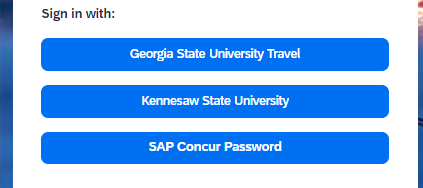 Sign in with:
Georgia State University Travel
Kennesaw State University
SAP Concur Password